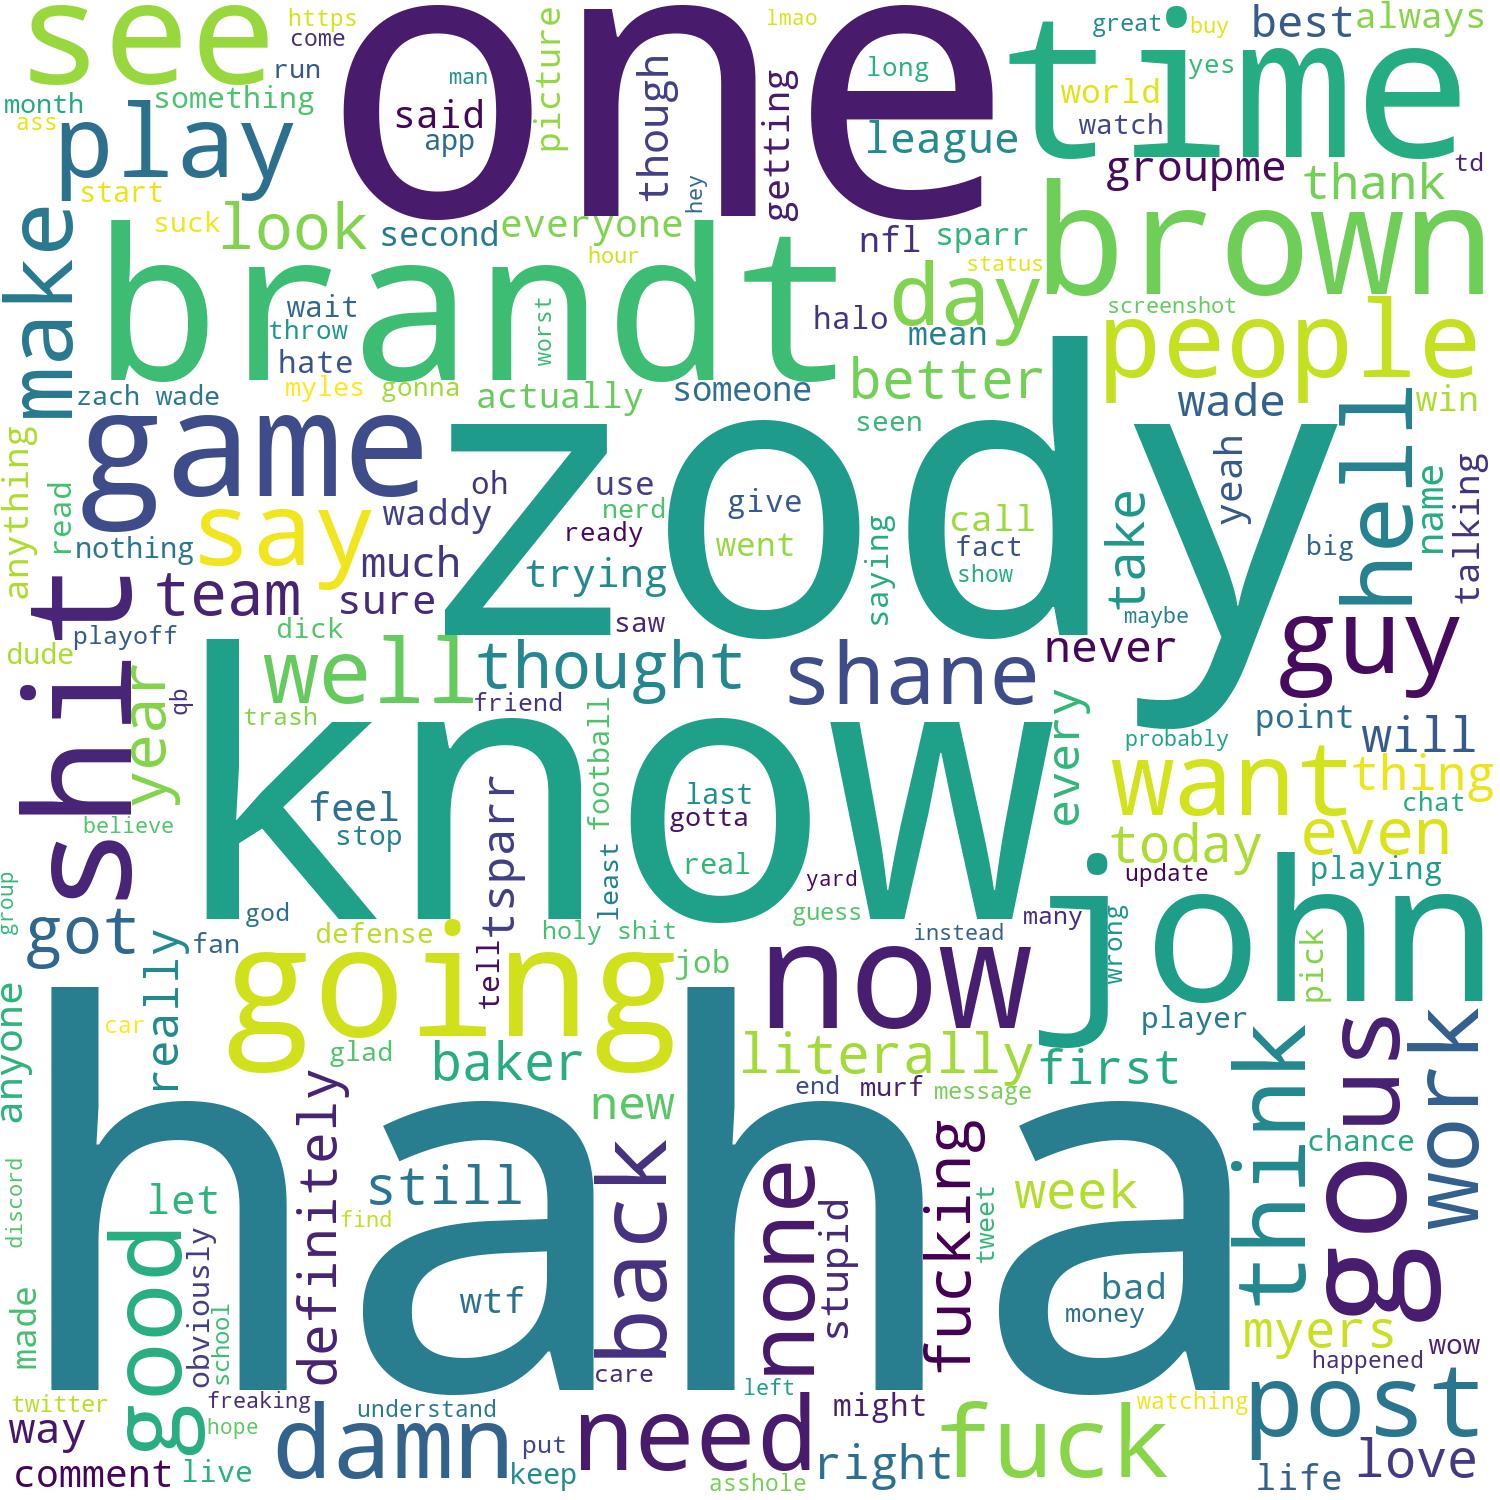 see
https
come
run
one
man
said
app
picture
though
hey
getting
lmao
long
league
time
great
buy
best
always
yes
world
watch
groupme
td
thank
month
ass
something
play
start
suck
look
second
everyone
hour
nfl
sparr
status
day
brown
make
brandt
wait
throw
hate
worst
halo
mean
screenshot
people
zach wade
myles
gonna
actually
someone
better
seen
wade
win
hell
game
zody
anything
read
say
waddy
oh
use
nerd
ready
give
went
saying
call
fact
show
take
yeah
name
talking
big
nothing
much
trying
team
sure
saw
maybe
never
guy
shit
playoff
dick
dude
year
qb
well
thought
shane
friend
trash
know
football
every
point
will
probably
want
thing
chat
believe
feel
stop
tsparr
last
gotta
real
least
today
even
john
update
playing
group
got
god
fan
defense
tell
holy shit
yard
guess
instead
many
wrong
pick
going
job
now
player
anyone
really
car
glad
baker
literally
first
think
gous
work
haha
definitely
new
end
murf
message
chance
discord
let
still
back
none
stupid
fucking
week
tweet
find
good
obviously
school
wtf
bad
money
myers
made
happened
wow
care
left
twitter
freaking
hope
understand
might
watching
post
way
damn
put
need
fuck
comment
live
keep
asshole
right
life
love